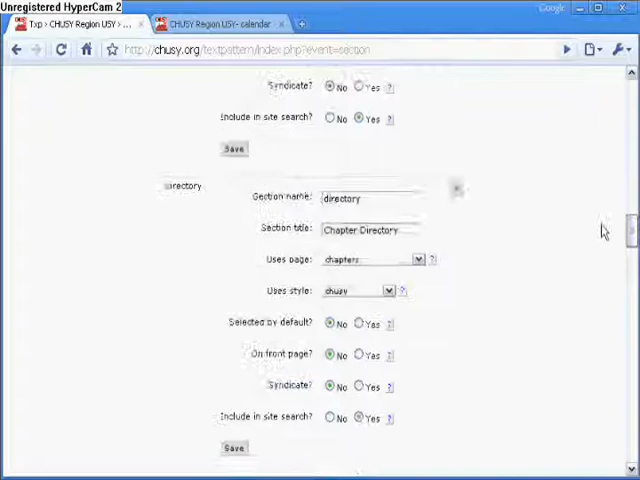 Unregistered HyperCam 2
Txp › CHUSY Region USY › ...
CHUSY Region USY- calendar
Google
http://chusy.org/textpattern/index.php?event=section
Syndicate? No Yes ?
Include in site search? No Yes ?
Save
directory
Section name: directory
Section title: Chapter Directory
Uses page: chapters ?
Uses style: chusy ?
Selected by default? No Yes ?
On front page? No Yes ?
Syndicate? No Yes ?
Include in site search? No Yes ?
Save